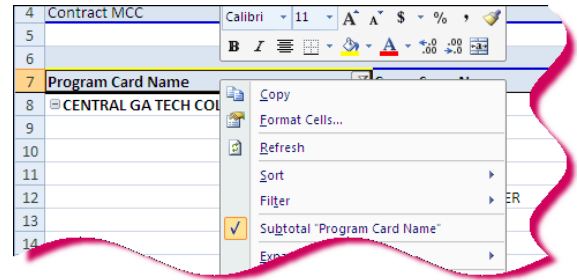 4 Contract MCC
Calibri 11 A A $ % ,
5
B I A .0 .00 .00 .0
6
7 Program Card Name
8 CENTRAL GA TECH COL
Copy
9
Format Cells...
10
Refresh
11
Sort
12
Filter
ER
13
Subtotal "Program Card Name"
14